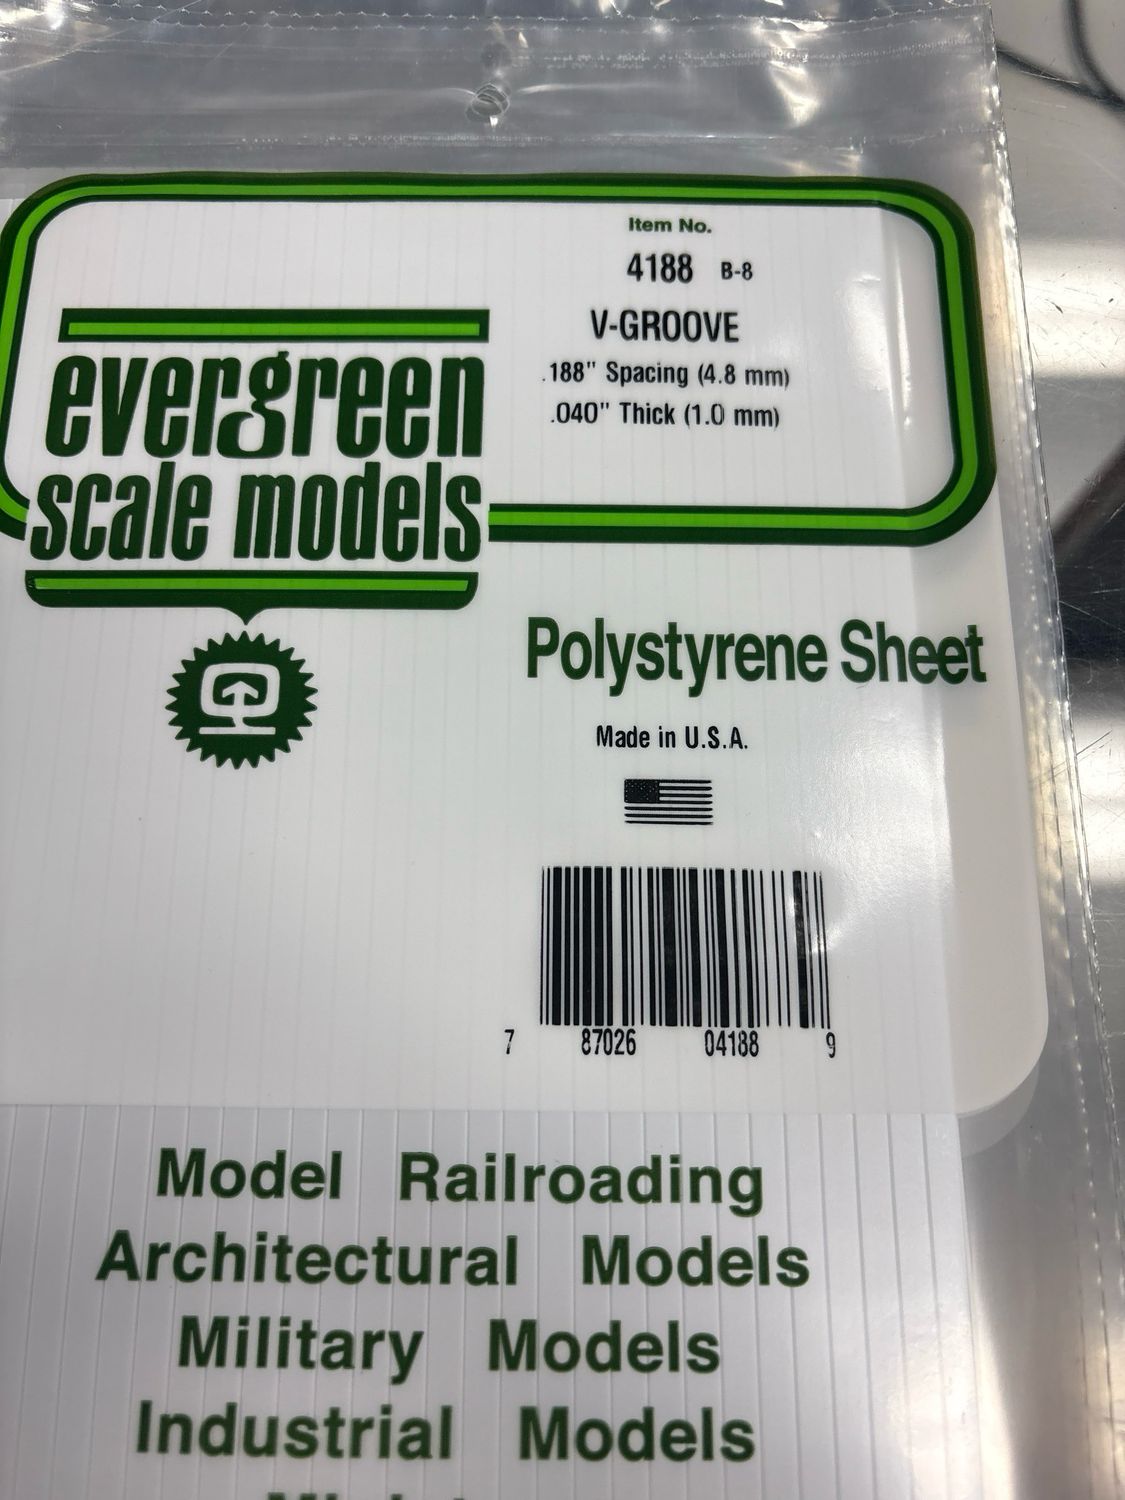 Item No.
4188 B-8
V-GROOVE
.188" Spacing (4.8 mm)
.040" Thick (1.0 mm)
evergreen
scale models
Polystyrene Sheet
Made in U.S.A.
7 87026 04188 9
Model Railroading
Architectural Models
Military Models
Industrial Models